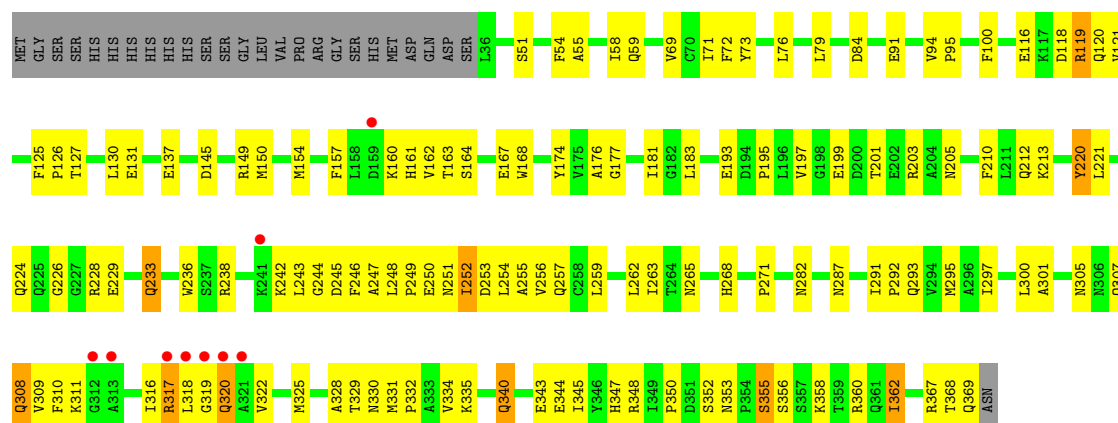 MET GLY SER SER HIS HIS HIS HIS HIS HIS SER SER GLY LEU VAL PRO ARG GLY SER HIS MET ASP GLN ASP SER L36 S51 F54 A55 I58 Q59 V69 C70 I71 F72 Y73 L76 L79 D84 E91 V94 P95 F100 E116 K117 D118 R119 Q120
F125 P126 T127 L130 E131 E137 D145 R149 M150 M154 F157 L158 D159 K160 H161 V162 T163 S164 E167 W168 Y174 V175 A176 G177 I181 G182 L183 E193 D194 P195 L196 V197 G198 E199 D200 T201 E202 R203 A204 N205 F210 L211 Q212 K213 Y220 L221
Q224 Q225 G226 G227 R228 E229 Q233 W236 S237 R238 K241 K242 L243 G244 D245 F246 A247 L248 P249 E250 N251 I252 D253 L254 A255 V256 Q257 C258 L259 L262 I263 T264 N265 H268 P271 N282 N287 I291 P292 Q293 V294 M295 A296 I297 L300 A301 N305 N306 Q307
Q308 V309 F310 K311 G312 A313 I316 R317 L318 G319 Q320 A321 V322 M325 A328 T329 N330 M331 P332 A333 V334 K335 Q340 E343 E344 I345 Y346 H347 R348 I349 P350 D351 S352 N353 P354 S355 S356 S357 K358 T359 R360 Q361 I362 R367 T368 Q369 ASN